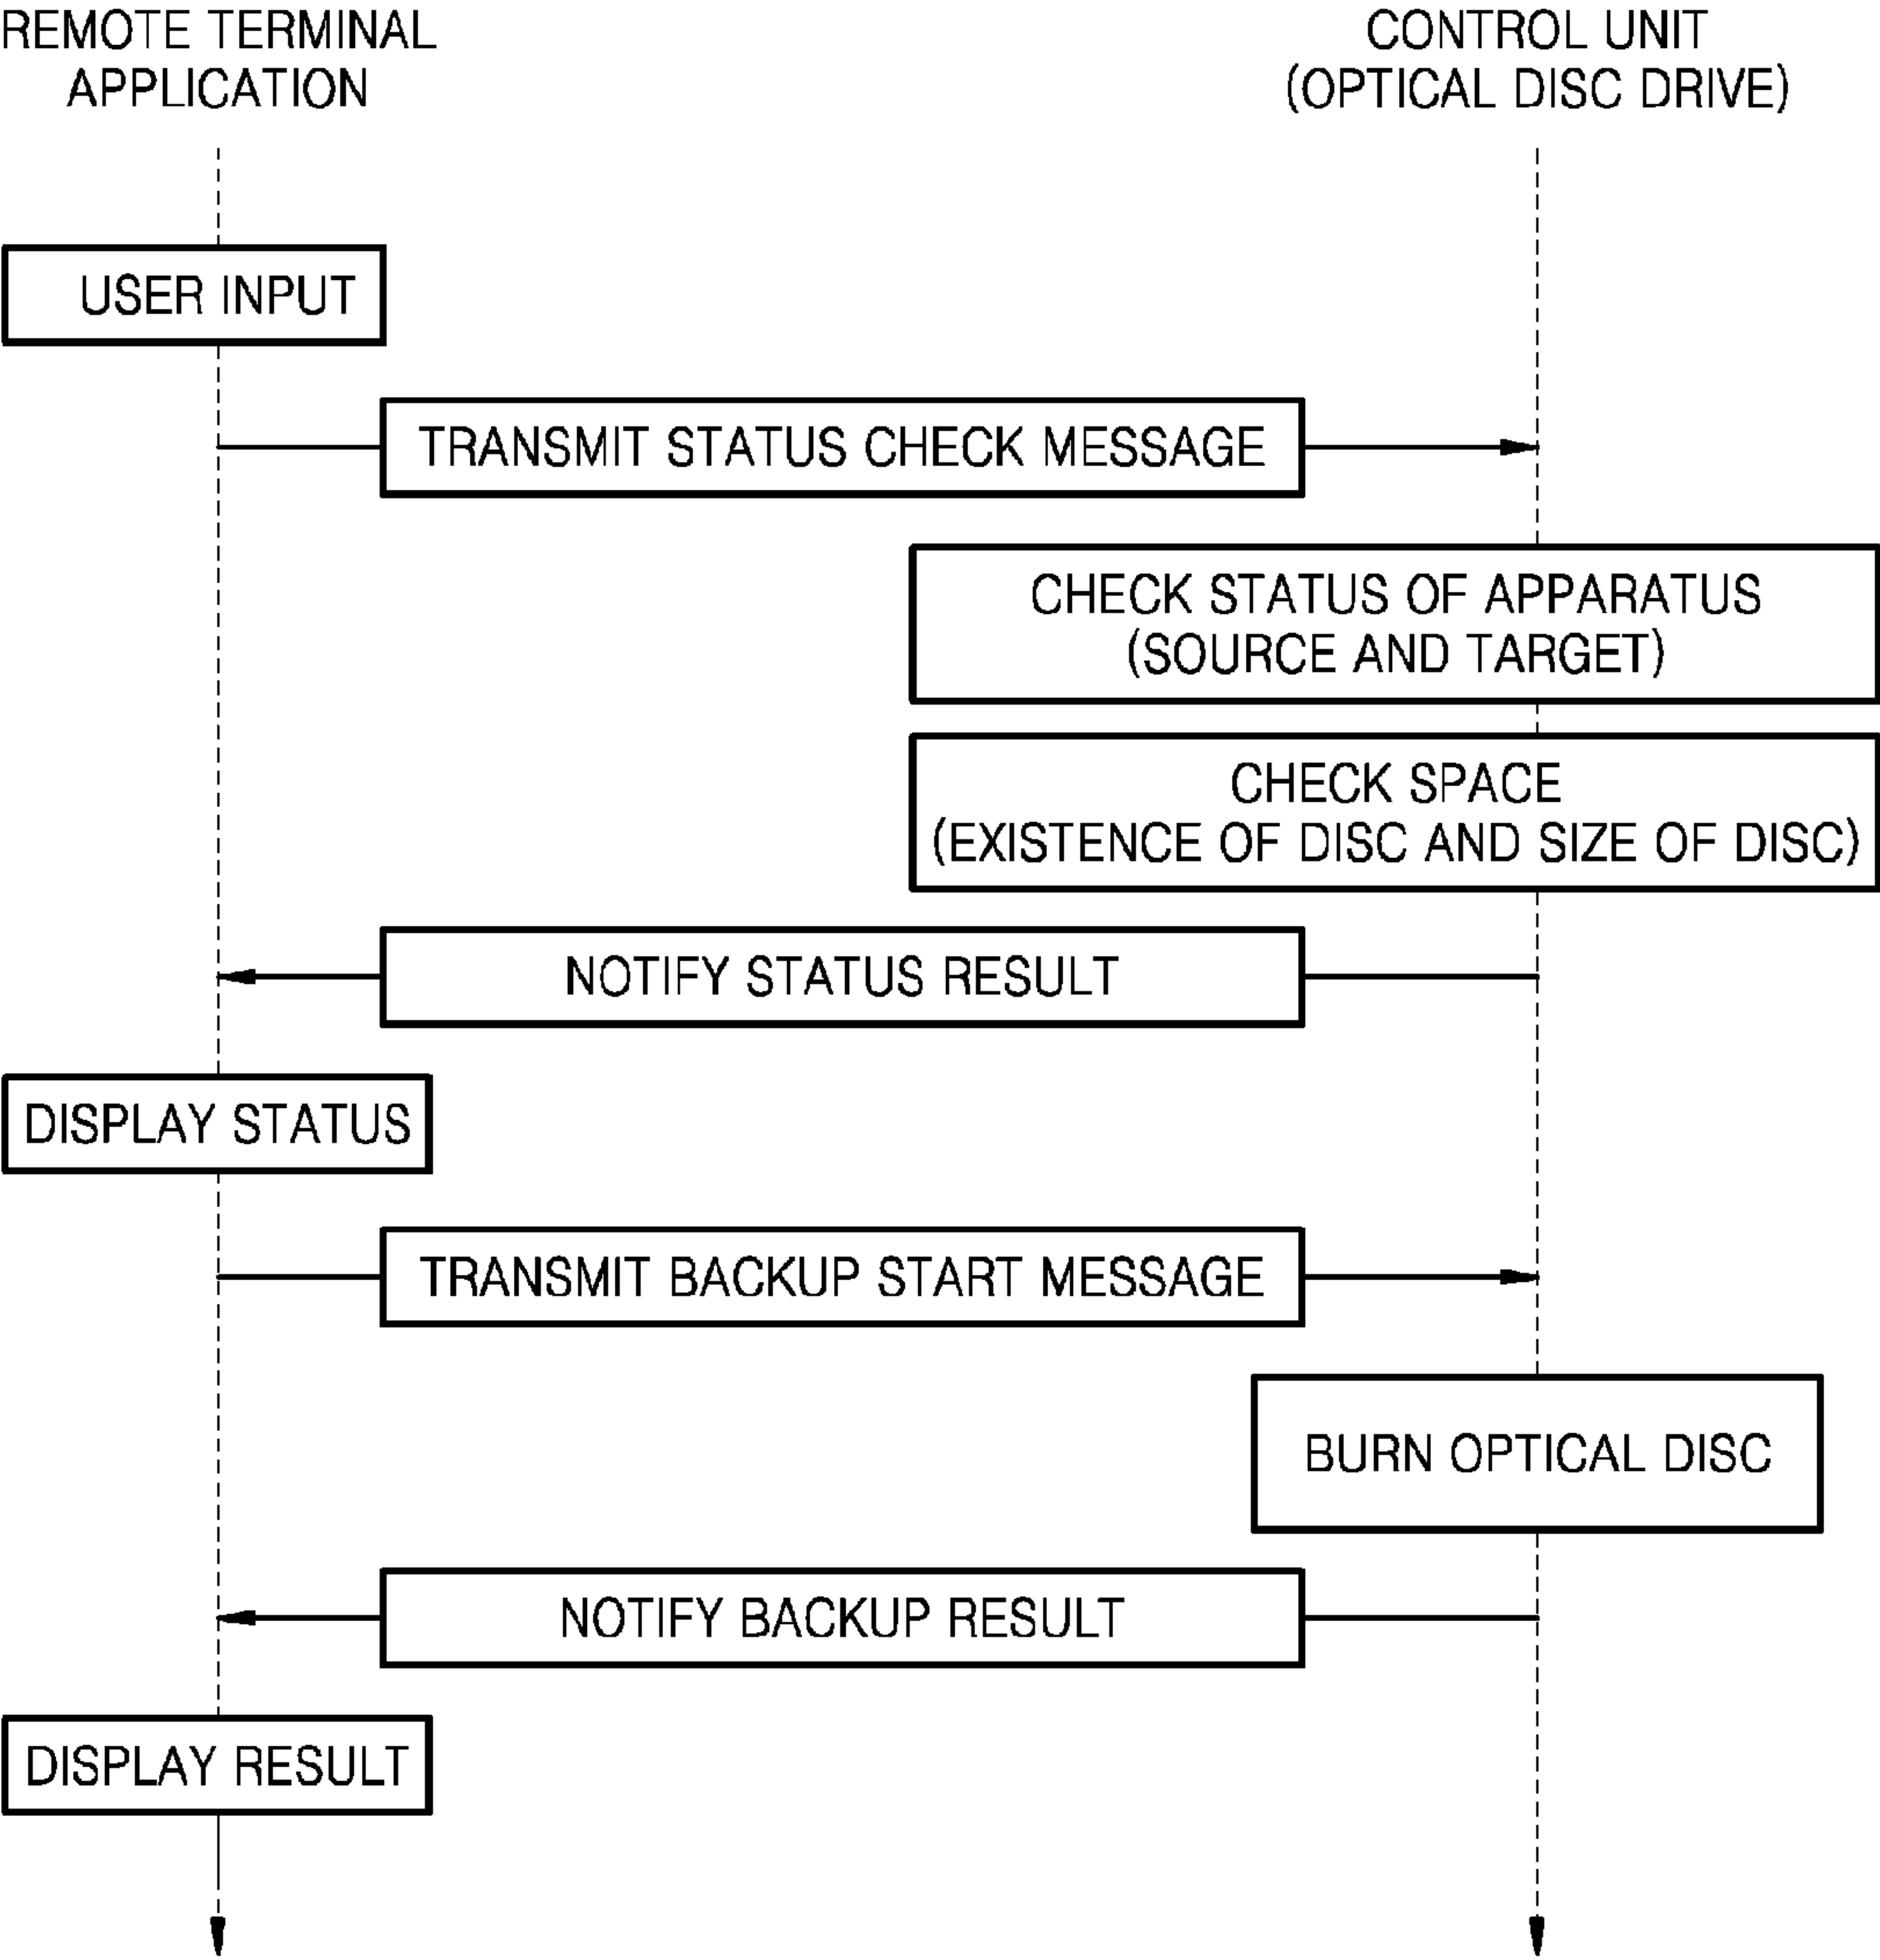 REMOTE TERMINAL
APPLICATION
CONTROL UNIT
(OPTICAL DISC DRIVE)
USER INPUT
TRANSMIT STATUS CHECK MESSAGE
CHECK STATUS OF APPARATUS
(SOURCE AND TARGET)
CHECK SPACE
(EXISTENCE OF DISC AND SIZE OF DISC)
NOTIFY STATUS RESULT
DISPLAY STATUS
TRANSMIT BACKUP START MESSAGE
BURN OPTICAL DISC
NOTIFY BACKUP RESULT
DISPLAY RESULT